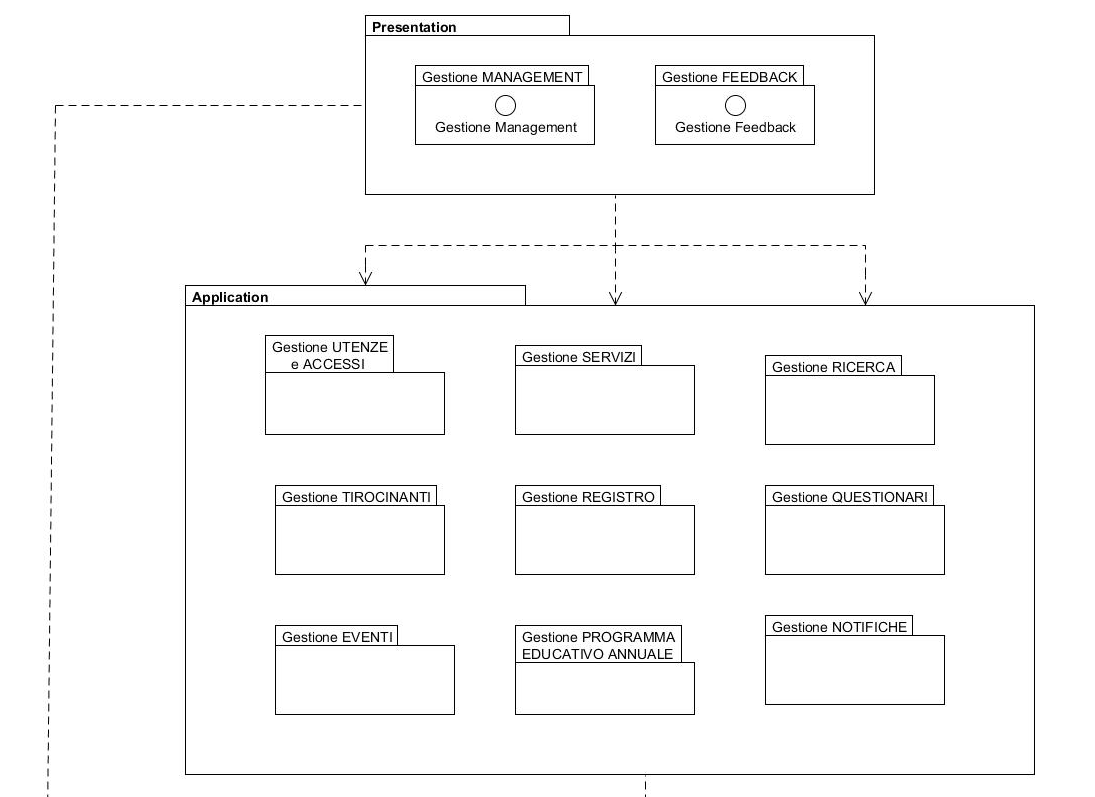 Presentation
Gestione MANAGEMENT
Gestione FEEDBACK
Gestione Management
Gestione Feedback
Application
Gestione UTENZE
e ACCESSI
Gestione SERVIZI
Gestione RICERCA
Gestione TIROCINANTI
Gestione REGISTRO
Gestione QUESTIONARI
Gestione EVENTI
Gestione PROGRAMMA
EDUCATIVO ANNUALE
Gestione NOTIFICHE